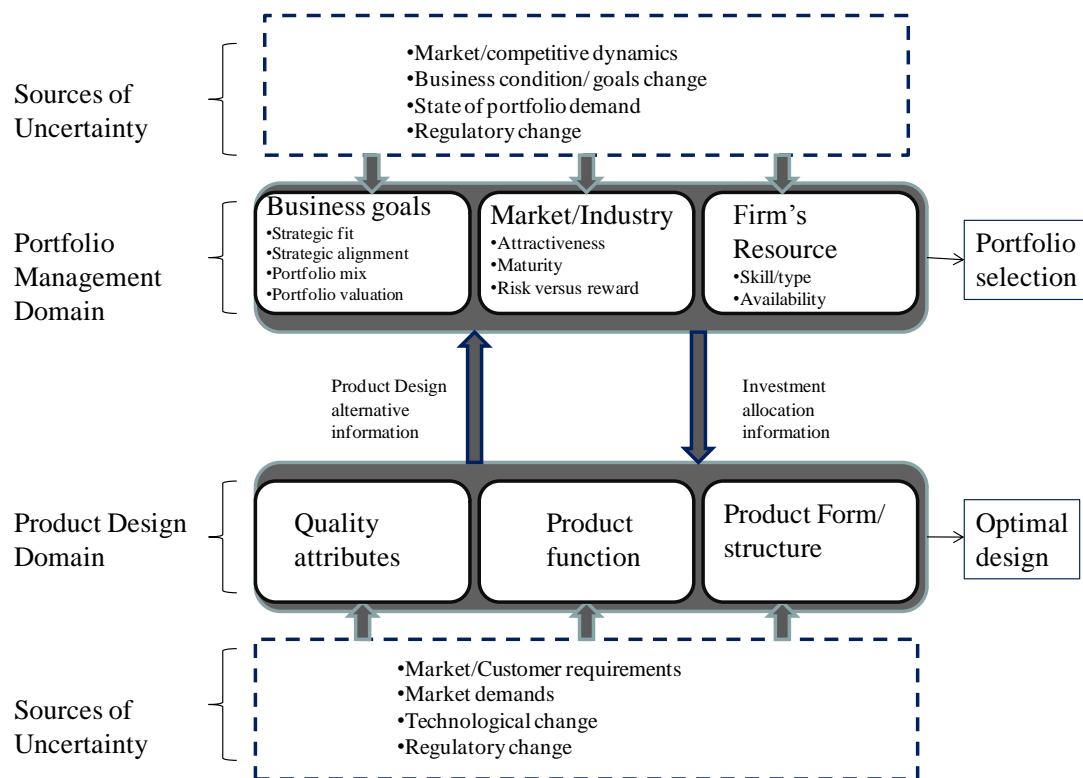 Sources of
Uncertainty
•Market/competitive dynamics
•Business condition/ goals change
•State of portfolio demand
•Regulatory change
Portfolio
Management
Domain
Business goals
•Strategic fit
•Strategic alignment
•Portfolio mix
•Portfolio valuation
Market/Industry
•Attractiveness
•Maturity
•Risk versus reward
Firm's
Resource
•Skill/type
•Availability
Portfolio
selection
Product Design
alternative
information
Investment
allocation
information
Product Design
Domain
Quality
attributes
Product
function
Product Form/
structure
Optimal
design
Sources of
Uncertainty
•Market/Customer requirements
•Market demands
•Technological change
•Regulatory change